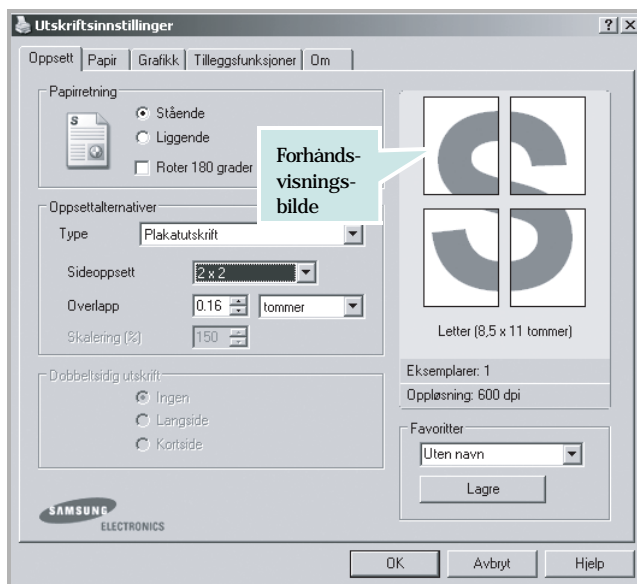 Utskriftsinnstillinger
Oppsett Papir Grafikk Tilleggsfunksjoner Om
Papirretning
S
Stående
Liggende
Roter 180 grader
Forhånds-
visnings-
bilde
S
Oppsettalternativer
Type Plakatutskrift
Sideoppsett 2 x 2
Overlapp 0.16 tommer
Skalering (%) 150
Letter (8,5 x 11 tommer)
Dobbeltsidig utskrift
Ingen
Langside
Kortside
Eksemplarer: 1
Oppløsning: 600 dpi
Favoritter
Uten navn
Lagre
SAMSUNG
ELECTRONICS
OK Avbryt Hjelp